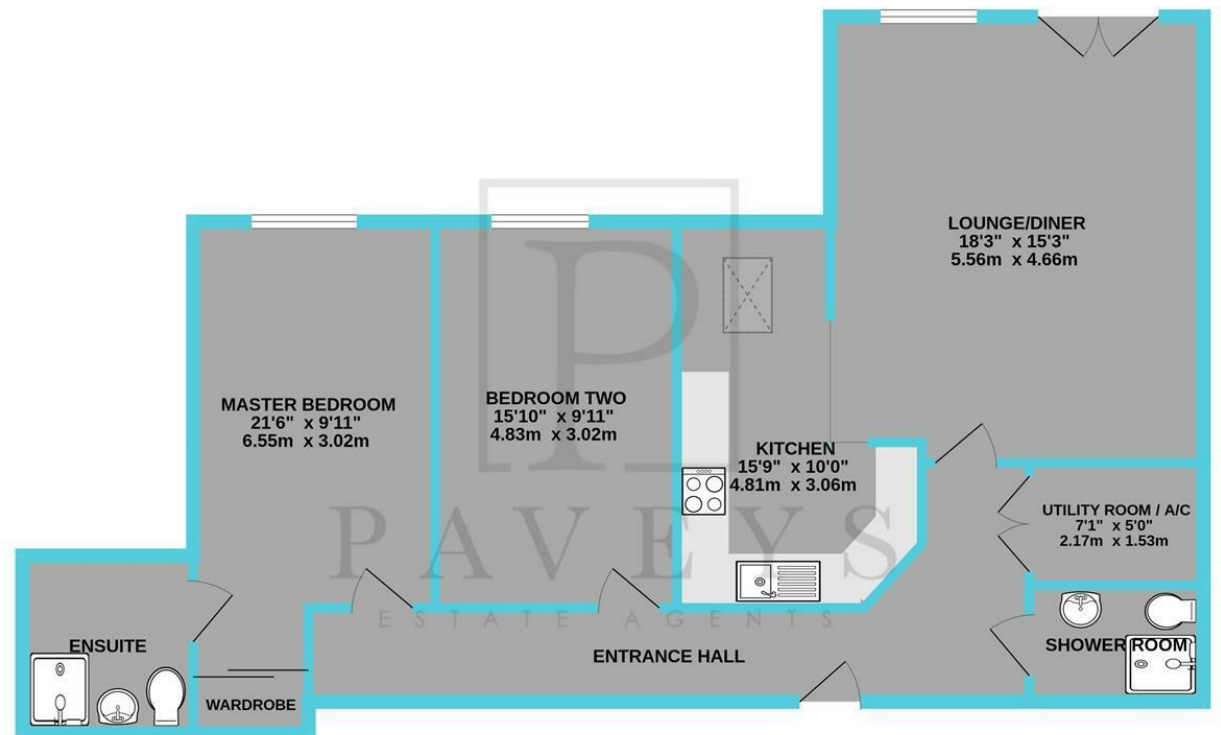 LOUNGE/DINER
18'3" x 15'3"
5.56m x 4.66m
MASTER BEDROOM
21'6" x 9'11"
6.55m x 3.02m
BEDROOM TWO
15'10" x 9'11"
4.83m x 3.02m
KITCHEN
15'9" x 10'0"
4.81m x 3.06m
UTILITY ROOM / A/C
7'1" x 5'0"
2.17m x 1.53m
P
PAVEYS
ESTATE AGENTS
ENSUITE
SHOWER ROOM
ENTRANCE HALL
WARDROBE